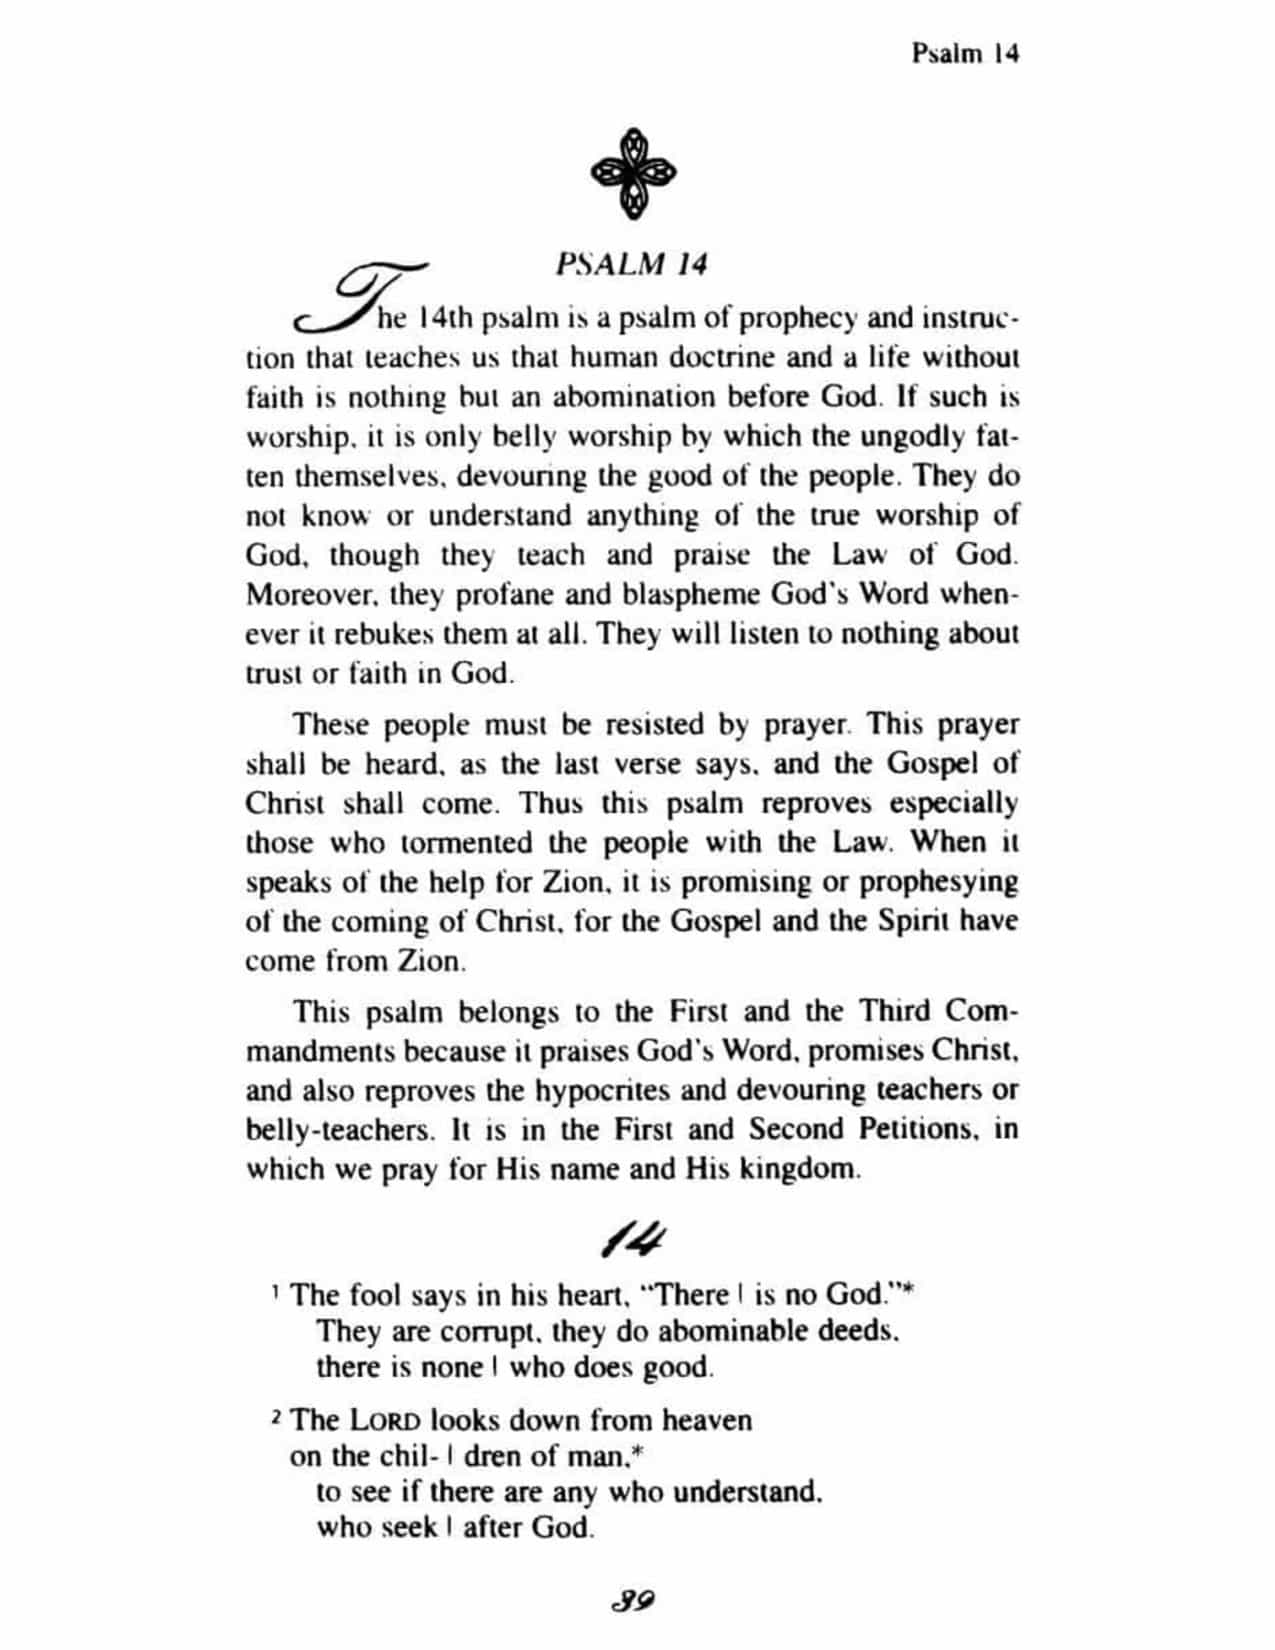 Psalm 14
PSALM 14
The 14th psalm is a psalm of prophecy and instruc-
tion that teaches us that human doctrine and a life without
faith is nothing but an abomination before God. If such is
worship, it is only belly worship by which the ungodly fat-
ten themselves, devouring the good of the people. They do
not know or understand anything of the true worship of
God, though they teach and praise the Law of God.
Moreover, they profane and blaspheme God's Word when-
ever it rebukes them at all. They will listen to nothing about
trust or faith in God.
These people must be resisted by prayer. This prayer
shall be heard, as the last verse says, and the Gospel of
Christ shall come. Thus this psalm reproves especially
those who tormented the people with the Law. When it
speaks of the help for Zion, it is promising or prophesying
of the coming of Christ, for the Gospel and the Spirit have
come from Zion.
This psalm belongs to the First and the Third Com-
mandments because it praises God's Word, promises Christ,
and also reproves the hypocrites and devouring teachers or
belly-teachers. It is in the First and Second Petitions, in
which we pray for His name and His kingdom.
14
1 The fool says in his heart, "There | is no God."*
They are corrupt, they do abominable deeds,
there is none | who does good.
2 The LORD looks down from heaven
on the chil- | dren of man,*
to see if there are any who understand,
who seek | after God.
39